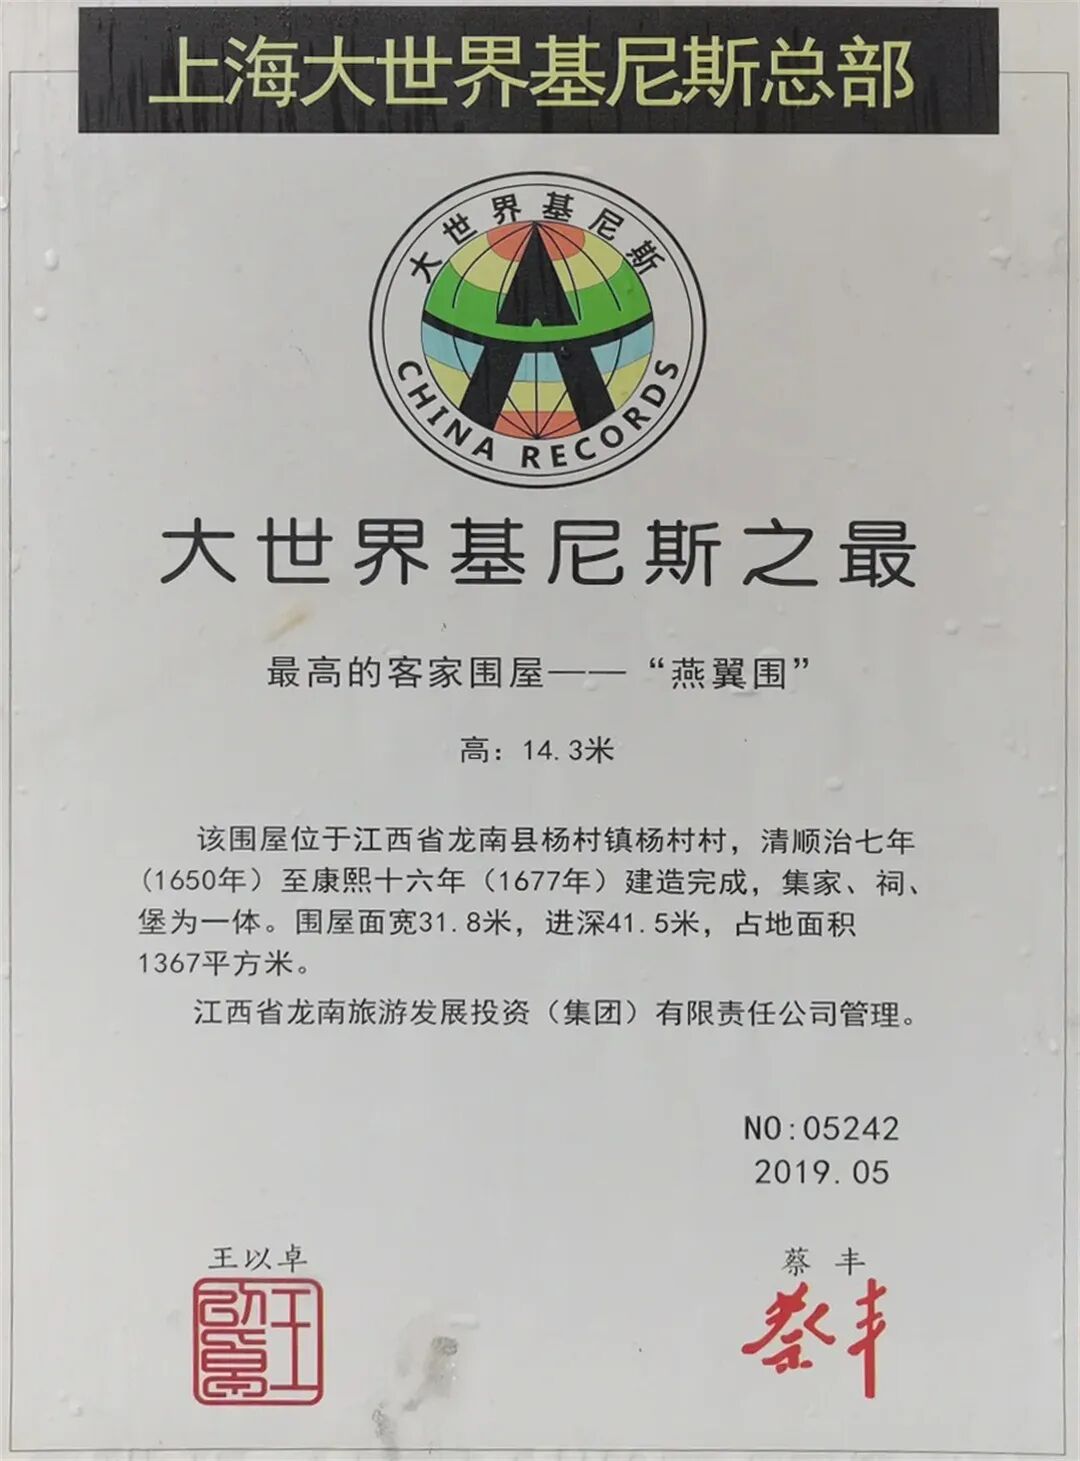 上海大世界基尼斯总部
大世界基尼斯
CHINA RECORDS
大世界基尼斯之最
最高的客家围屋——“燕翼围”
高：14.3米
该围屋位于江西省龙南县杨村镇杨村村，清顺治七年
(1650年）至康熙十六年（1677年）建造完成，集家、祠、
堡为一体。围屋面宽31.8米，进深41.5米，占地面积
1367平方米。
江西省龙南旅游发展投资（集团）有限责任公司管理。
NO:05242
2019.05
王以卓
蔡 丰
蔡丰